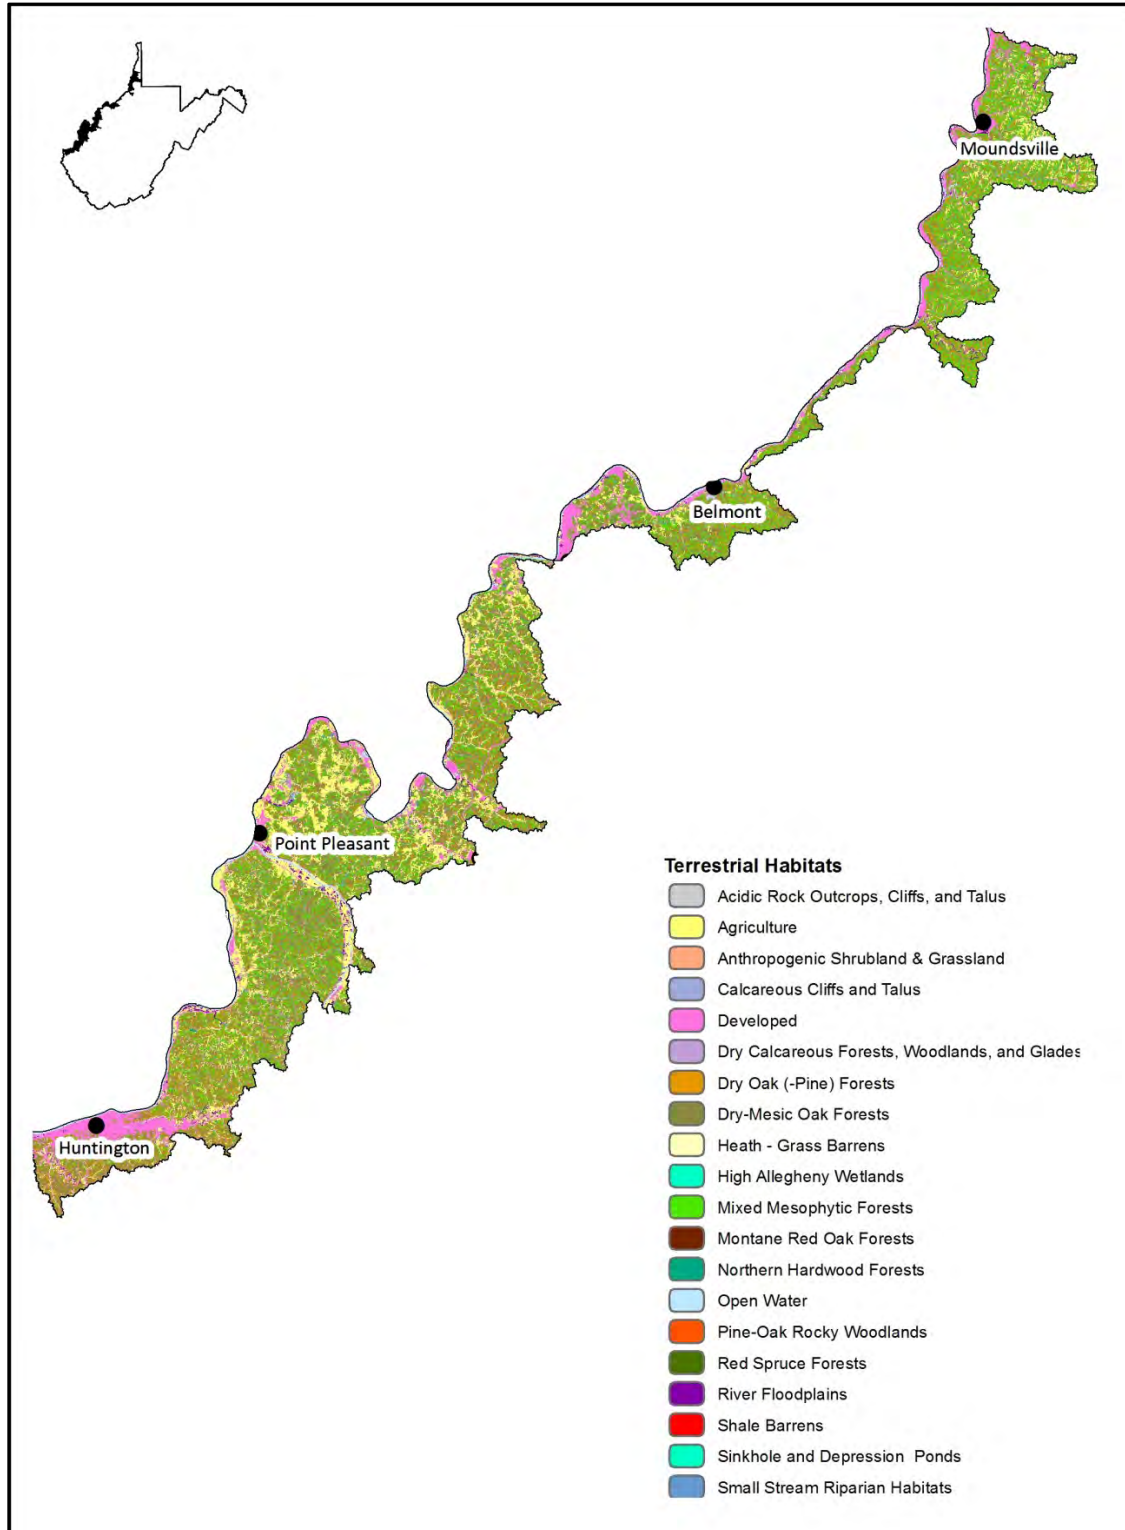 Moundsville
Belmont
Point Pleasant
Huntington
Terrestrial Habitats
Acidic Rock Outcrops, Cliffs, and Talus
Agriculture
Anthropogenic Shrubland & Grassland
Calcareous Cliffs and Talus
Developed
Dry Calcareous Forests, Woodlands, and Glades
Dry Oak (-Pine) Forests
Dry-Mesic Oak Forests
Heath - Grass Barrens
High Allegheny Wetlands
Mixed Mesophytic Forests
Montane Red Oak Forests
Northern Hardwood Forests
Open Water
Pine-Oak Rocky Woodlands
Red Spruce Forests
River Floodplains
Shale Barrens
Sinkhole and Depression  Ponds
Small Stream Riparian Habitats